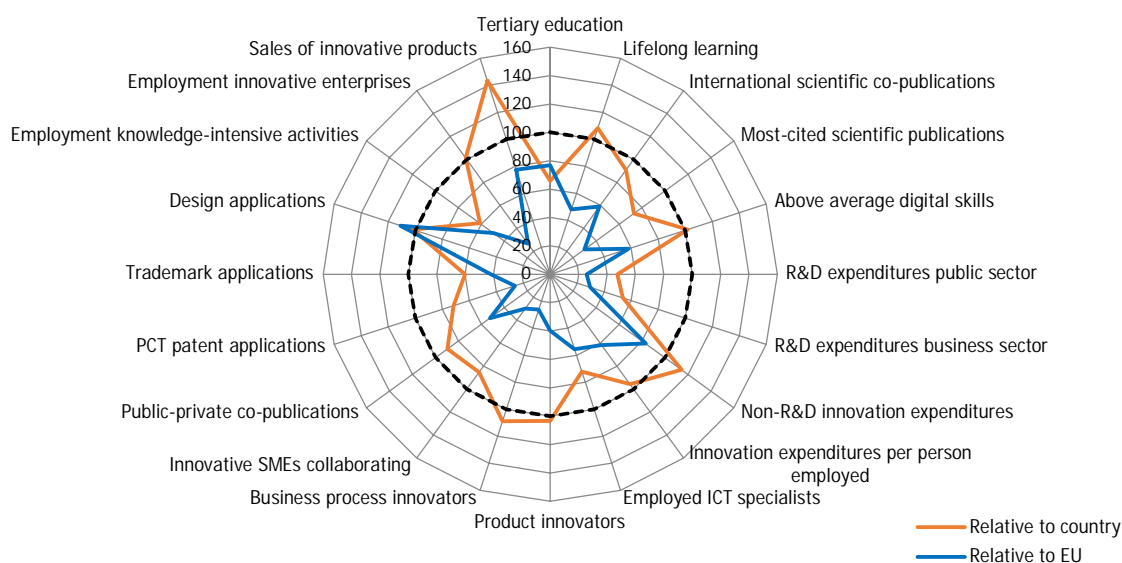 Tertiary education
Sales of innovative products
160
Lifelong learning
Employment innovative enterprises
140
International scientific co-publications
120
Employment knowledge-intensive activities
100
Most-cited scientific publications
80
Design applications
60
Above average digital skills
40
20
Trademark applications
0
R&D expenditures public sector
PCT patent applications
R&D expenditures business sector
Public-private co-publications
Non-R&D innovation expenditures
Innovative SMEs collaborating
Innovation expenditures per person
employed
Business process innovators
Employed ICT specialists
Product innovators
Relative to country
Relative to EU